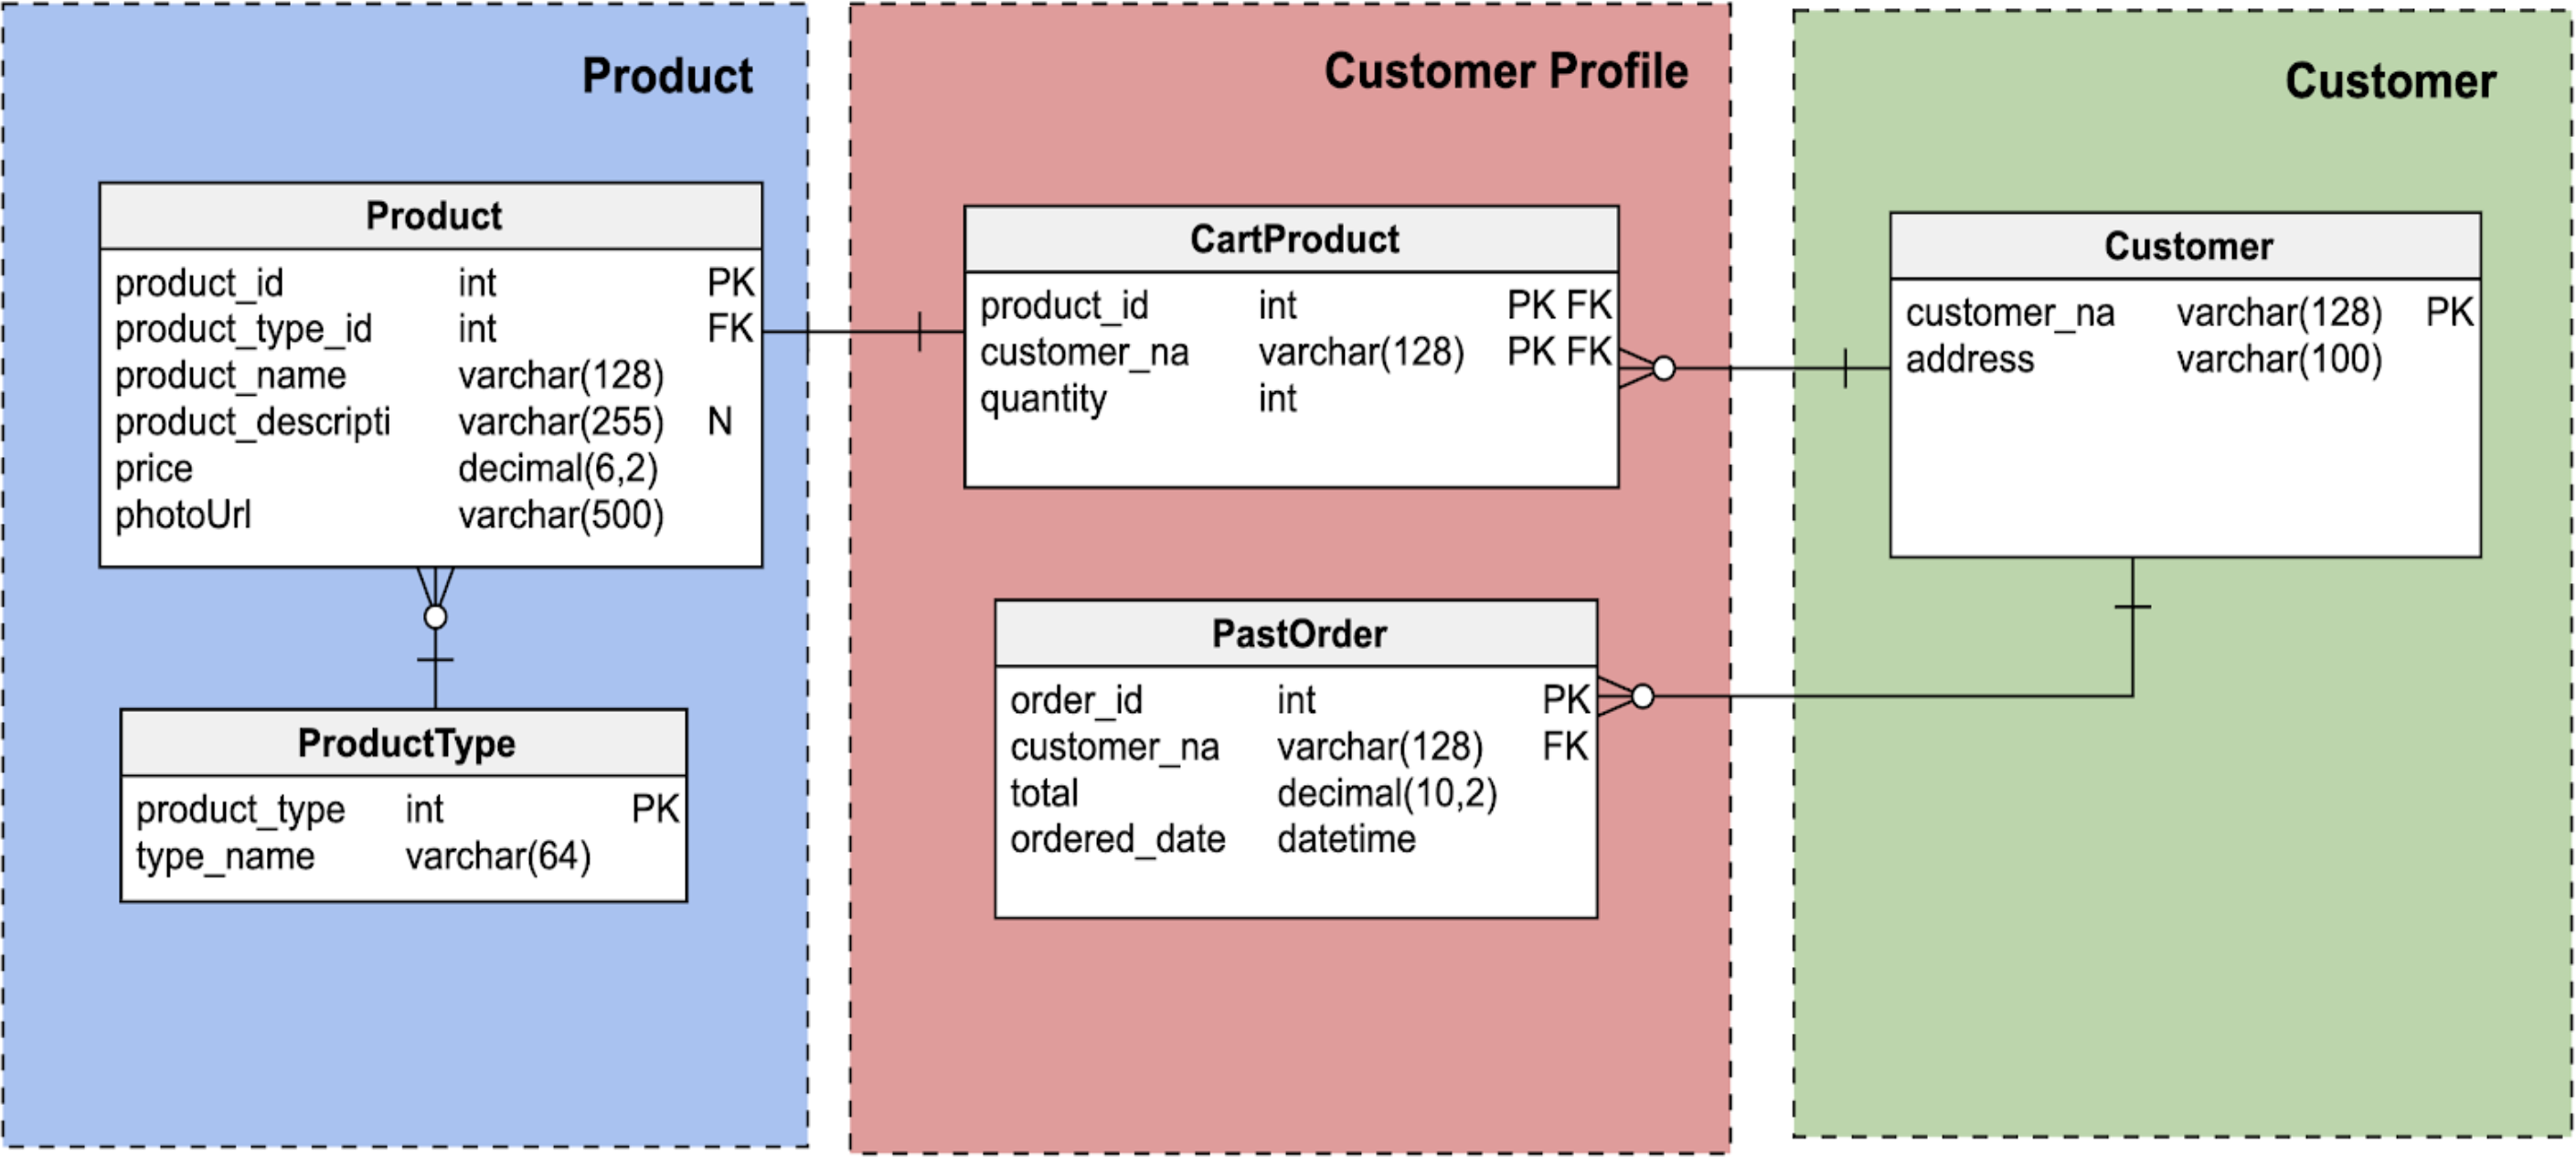 Product
Product
product_id int PK
product_type_id int FK
product_name varchar(128)
product_descripti varchar(255) N
price decimal(6,2)
photoUrl varchar(500)
ProductType
product_type int PK
type_name varchar(64)
Customer Profile
CartProduct
product_id int PK FK
customer_na varchar(128) PK FK
quantity int
PastOrder
order_id int PK
customer_na varchar(128) FK
total decimal(10,2)
ordered_date datetime
Customer
Customer
customer_na varchar(128) PK
address varchar(100)